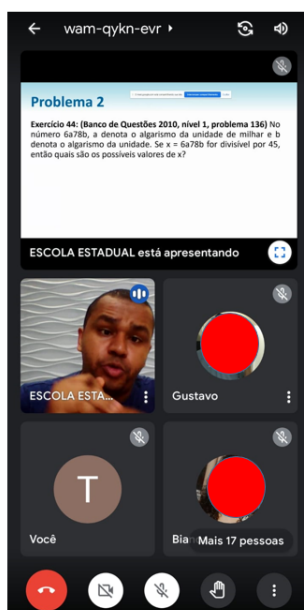 wam-qykn-evr
Problema 2
Exercício 44: (Banco de Questões 2010, nível 1, problema 136) No
número 6a78b, a denota o algarismo da unidade de milhar e b
denota o algarismo da unidade. Se x = 6a78b for divisível por 45,
então quais são os possíveis valores de x?
ESCOLA ESTADUAL está apresentando
ESCOLA ESTA...
Gustavo
T
Você
Bian
Mais 17 pessoas